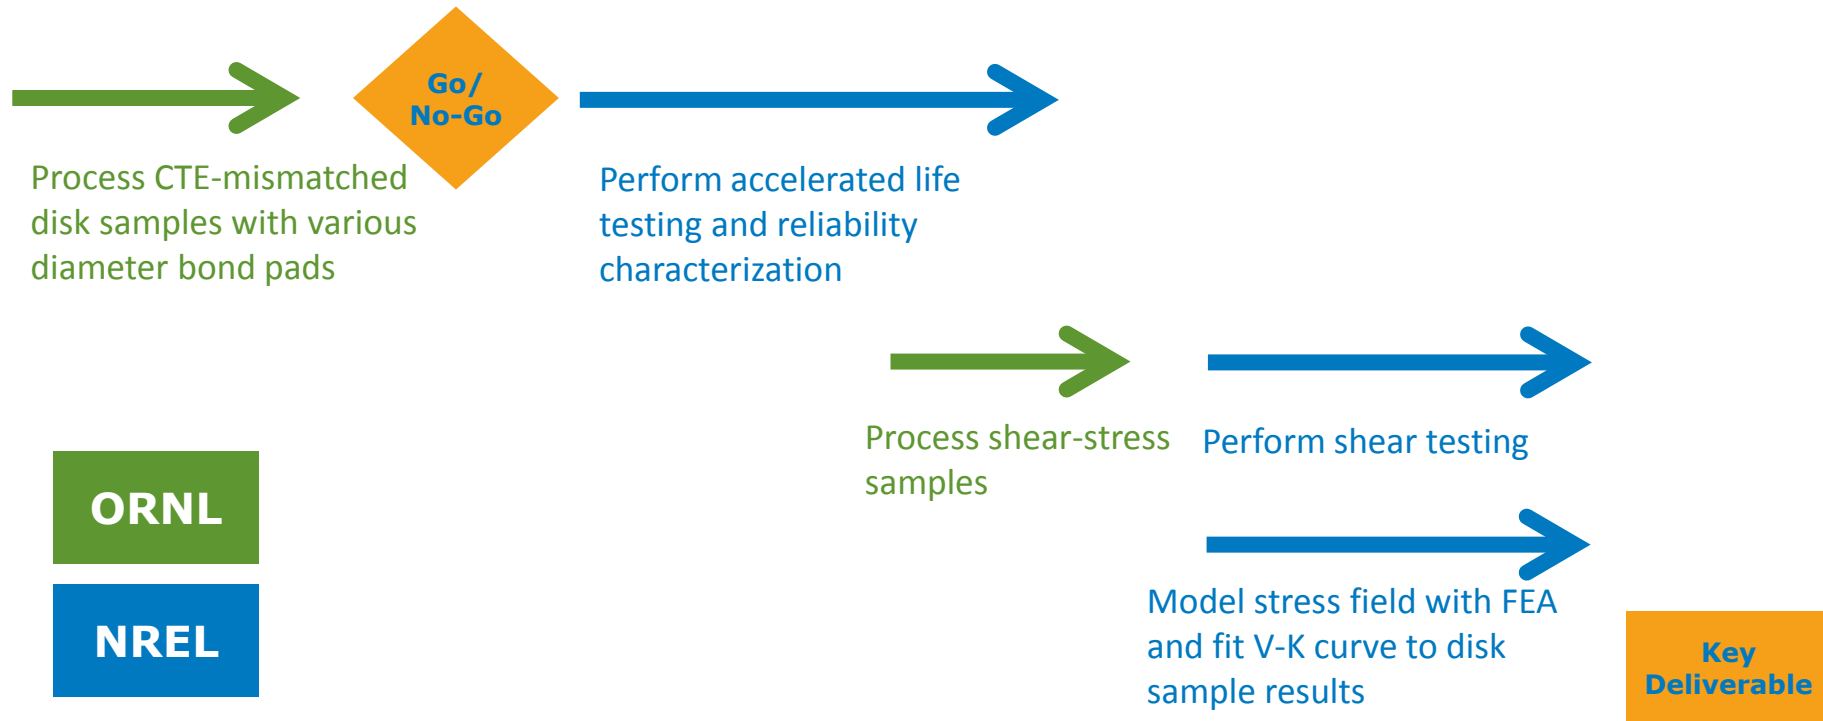 Go/
No-Go
Process CTE-mismatched
disk samples with various
diameter bond pads
Perform accelerated life
testing and reliability
characterization
Process shear-stress
samples
Perform shear testing
ORNL
NREL
Model stress field with FEA
and fit V-K curve to disk
sample results
Key
Deliverable